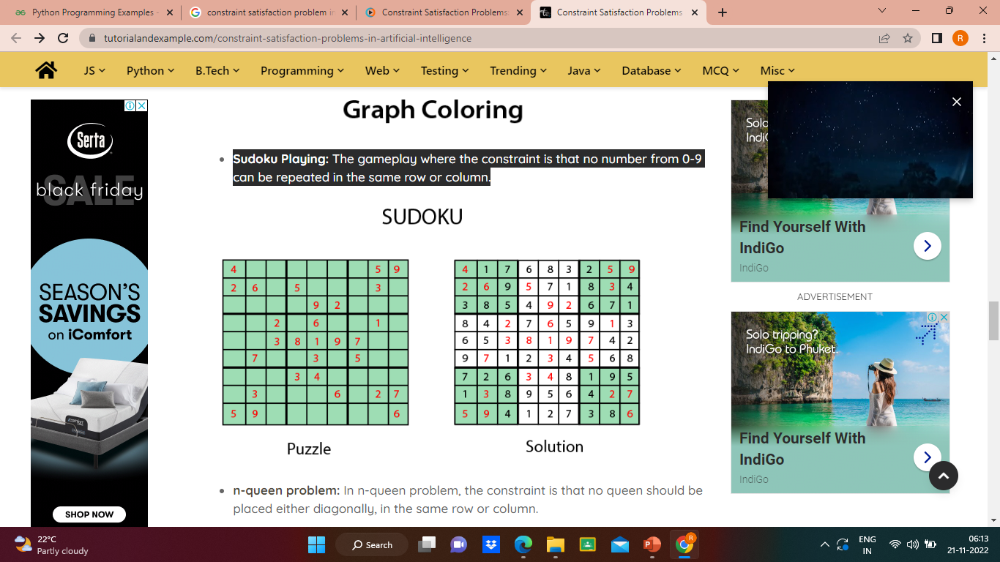 Python Programming Examples -
constraint satisfaction problem in
Constraint Satisfaction Problems
Constraint Satisfaction Problems
tutorialandexample.com/constraint-satisfaction-problems-in-artificial-intelligence
R
JS Python B.Tech Programming Web Testing Trending Java Database MCQ Misc
Serta
SALE
black friday
SEASON'S
SAVINGS
on iComfort
SHOP NOW
Graph Coloring
Sudoku Playing: The gameplay where the constraint is that no number from 0-9
can be repeated in the same row or column.
SUDOKU
4 5 9
2 6 5 3
9 2
2 6 1
3 8 1 9 7
7 3 5
3 4
3 6 2 7
5 9 6
Puzzle
4 1 7 6 8 3 2 5 9
2 6 9 5 7 1 8 3 4
3 8 5 4 9 2 6 7 1
8 4 2 7 6 5 9 1 3
6 5 3 8 1 9 7 4 2
9 7 1 2 3 4 5 6 8
7 2 6 3 4 8 1 9 5
1 3 8 9 5 6 4 2 7
5 9 4 1 2 7 3 8 6
Solution
n-queen problem: In n-queen problem, the constraint is that no queen should be
placed either diagonally, in the same row or column.
Find Yourself With
IndiGo
IndiGo
ADVERTISEMENT
Solo tripping?
IndiGo to Phuket.
Find Yourself With
IndiGo
IndiGo
22°C
Partly cloudy
Search
ENG
IN
06:13
21-11-2022